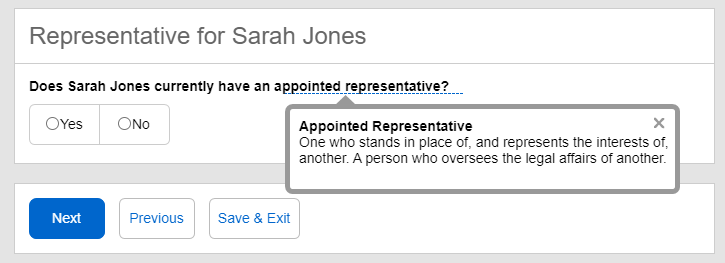 Representative for Sarah Jones
Does Sarah Jones currently have an appointed representative?
Yes No
Appointed Representative
One who stands in place of, and represents the interests of,
another. A person who oversees the legal affairs of another.
Next Previous Save & Exit